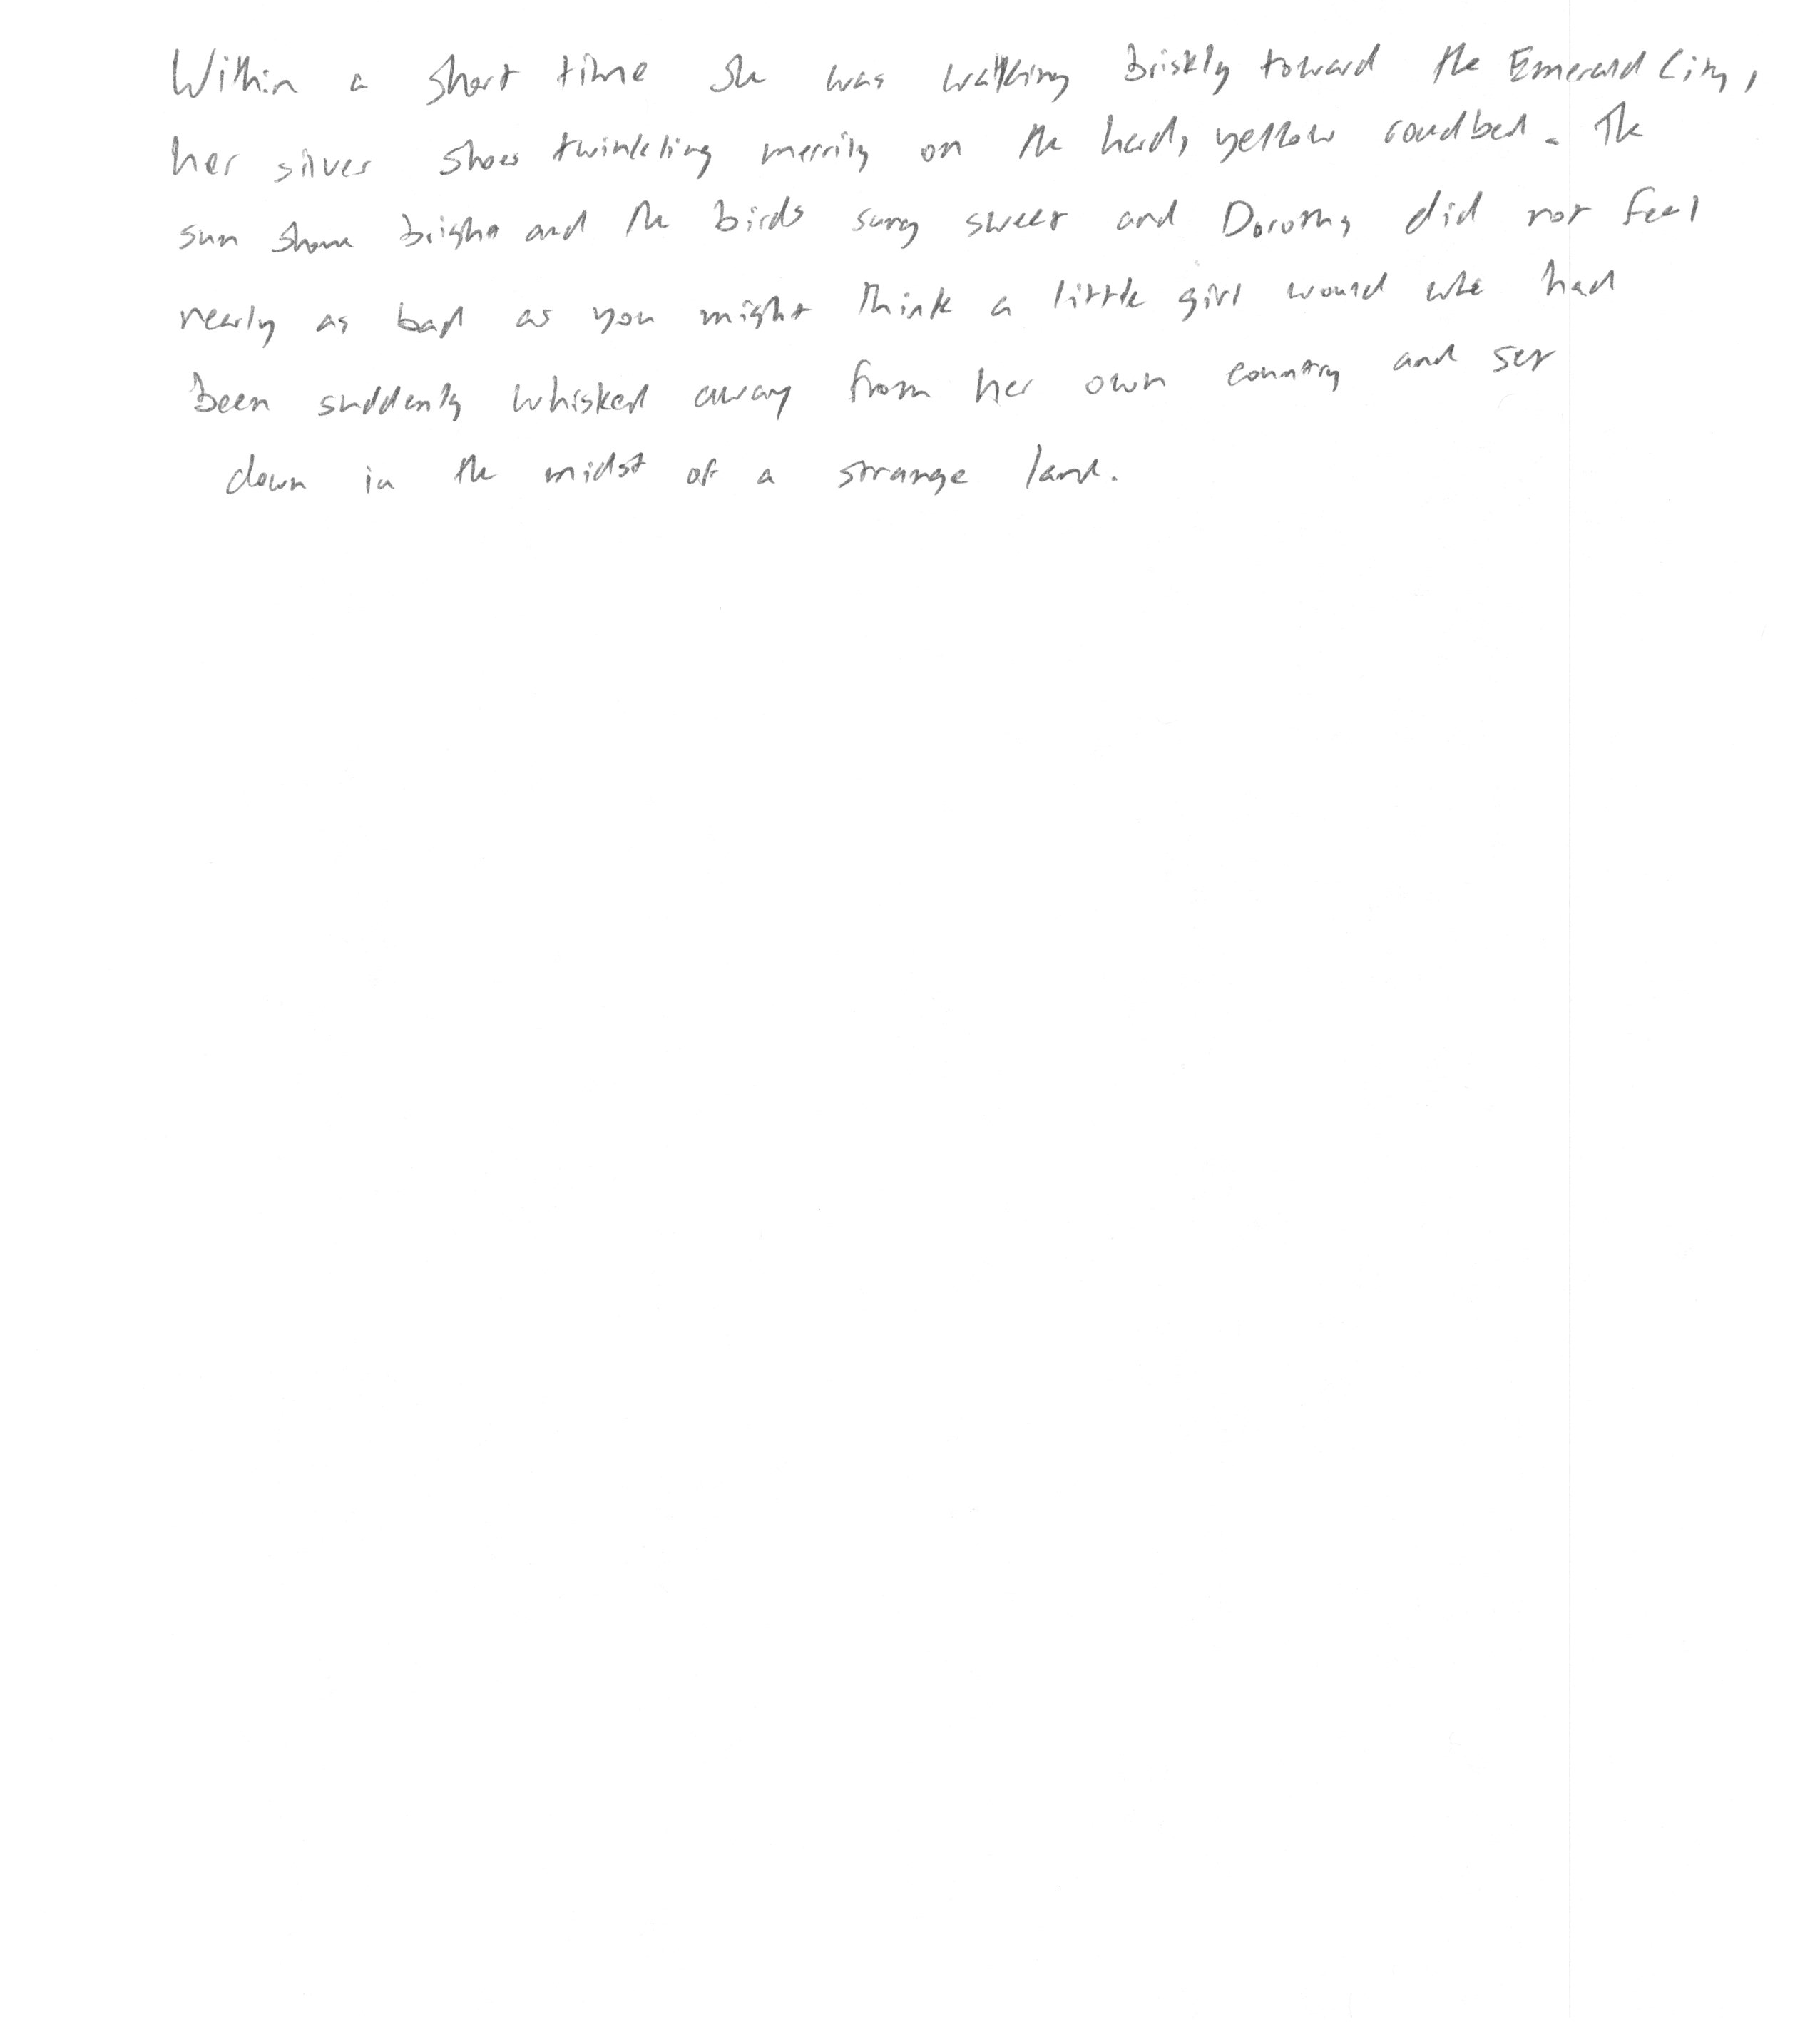 Within a short time she was walking briskly toward the Emerald City,
her silver shoes twinkling merrily on the hard, yellow roadbed. The
sun shone bright and the birds sang sweet and Dorothy did not feel
nearly as bad as you might think a little girl would who had
been suddenly whisked away from her own country and set
down in the midst of a strange land.